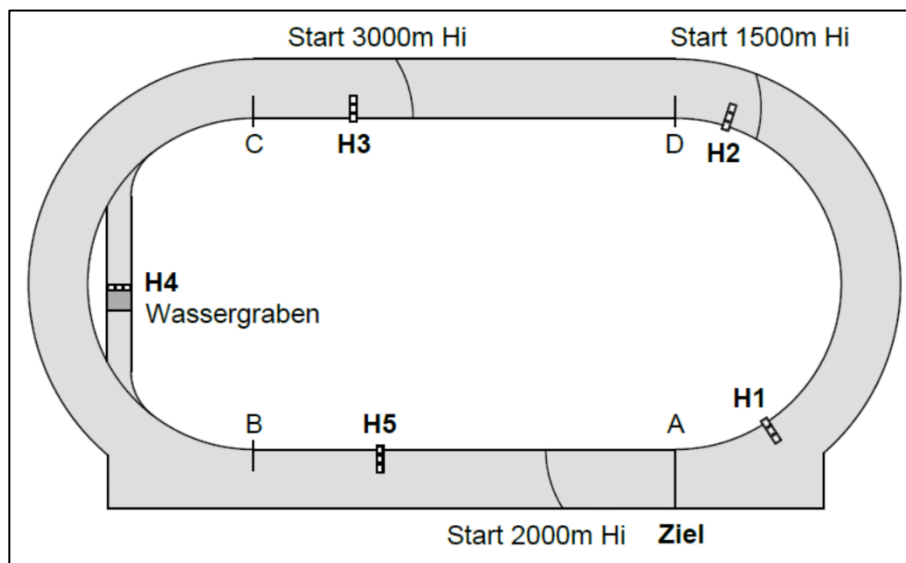 Start 3000m Hi
Start 1500m Hi
C
H3
D
H2
H4
Wassergraben
H1
B
H5
A
Start 2000m Hi
Ziel